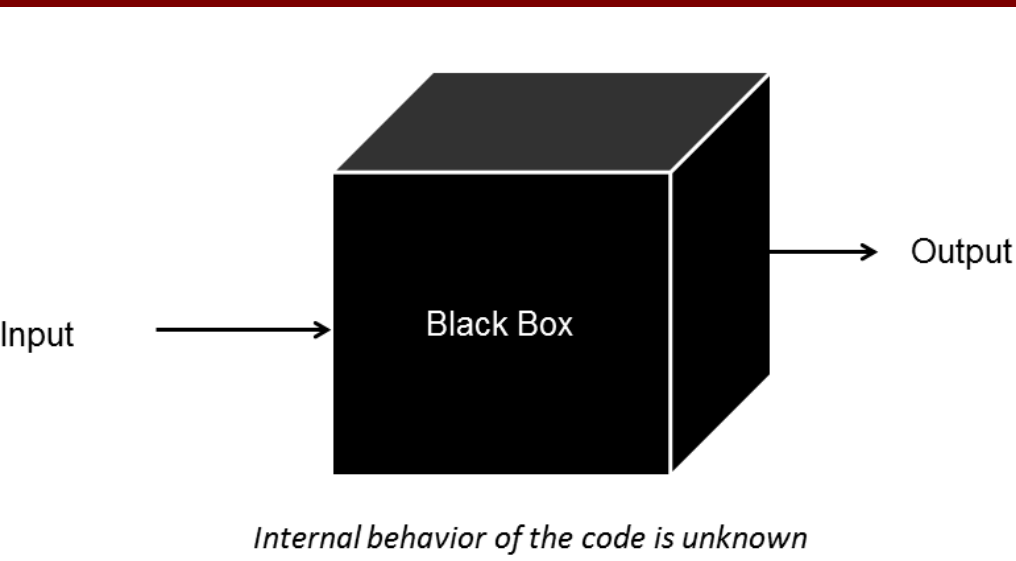 Output
Input
Black Box
Internal behavior of the code is unknown